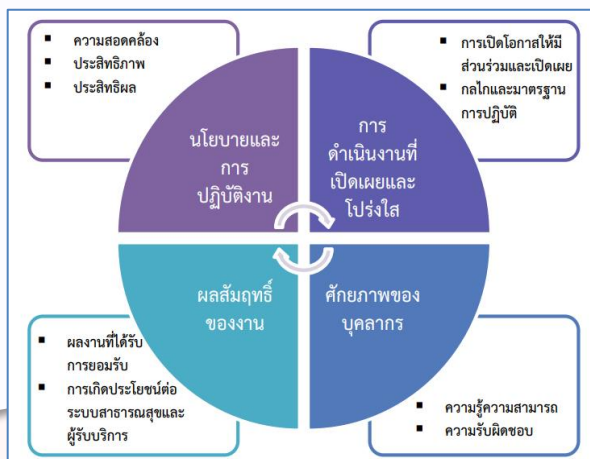 ความสอดคล้อง
ประสิทธิภาพ
ประสิทธิผล
นโยบายและ
การ
ปฏิบัติงาน
การเปิดโอกาสให้มี
ส่วนร่วมและเปิดเผย
กลไกและมาตรฐาน
การปฏิบัติ
การ
ดำเนินงานที่
เปิดเผยและ
โปร่งใส
ผลสัมฤทธิ์
ของงาน
ผลงานที่ได้รับ
การยอมรับ
การเกิดประโยชน์ต่อ
ระบบสาธารณสุขและ
ผู้รับบริการ
ศักยภาพของ
บุคลากร
ความรู้ความสามารถ
ความรับผิดชอบ